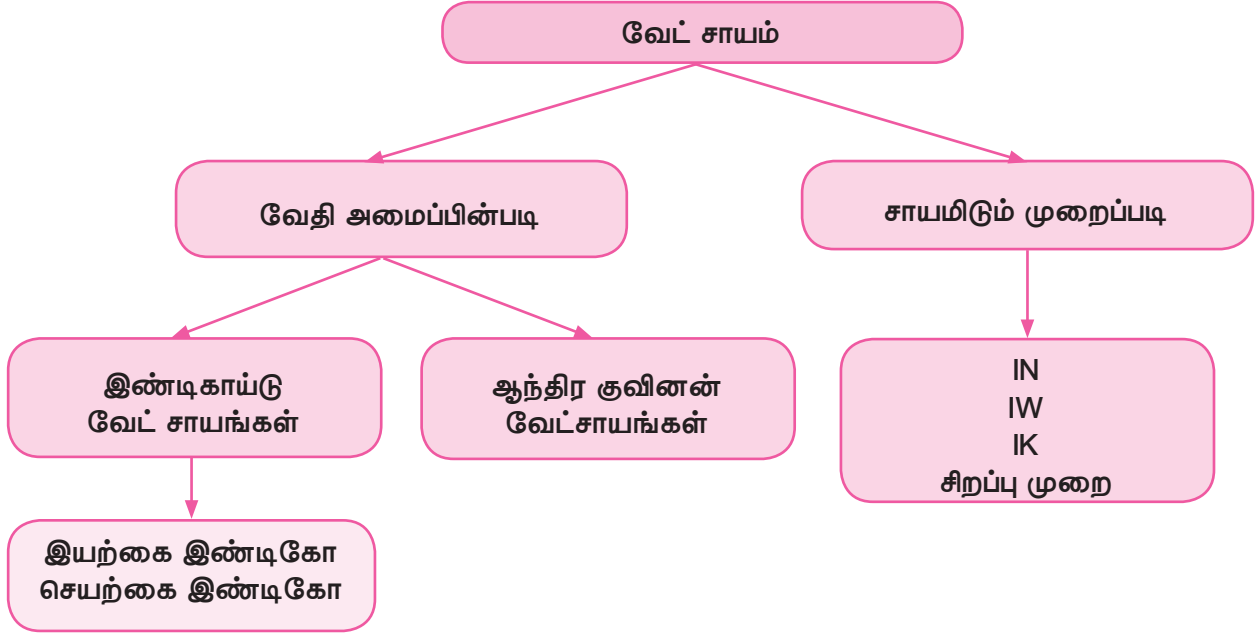 வேட் சாயம்
வேதி அமைப்பின்படி
சாயமிடும் முறைப்படி
இண்டிகாய்டு
வேட் சாயங்கள்
ஆந்திர குவினன்
வேட்சாயங்கள்
IN
IW
IK
சிறப்பு முறை
இயற்கை இண்டிகோ
செயற்கை இண்டிகோ